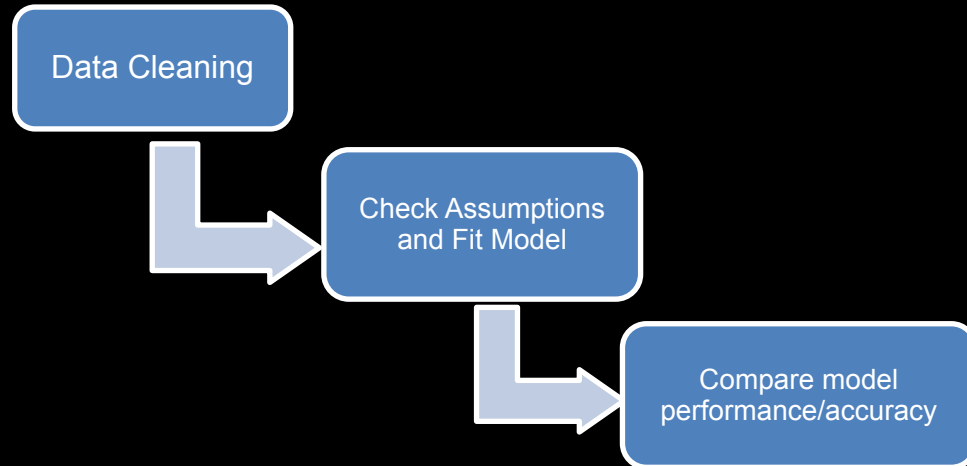 Data Cleaning
Check Assumptions
and Fit Model
Compare model
performance/accuracy